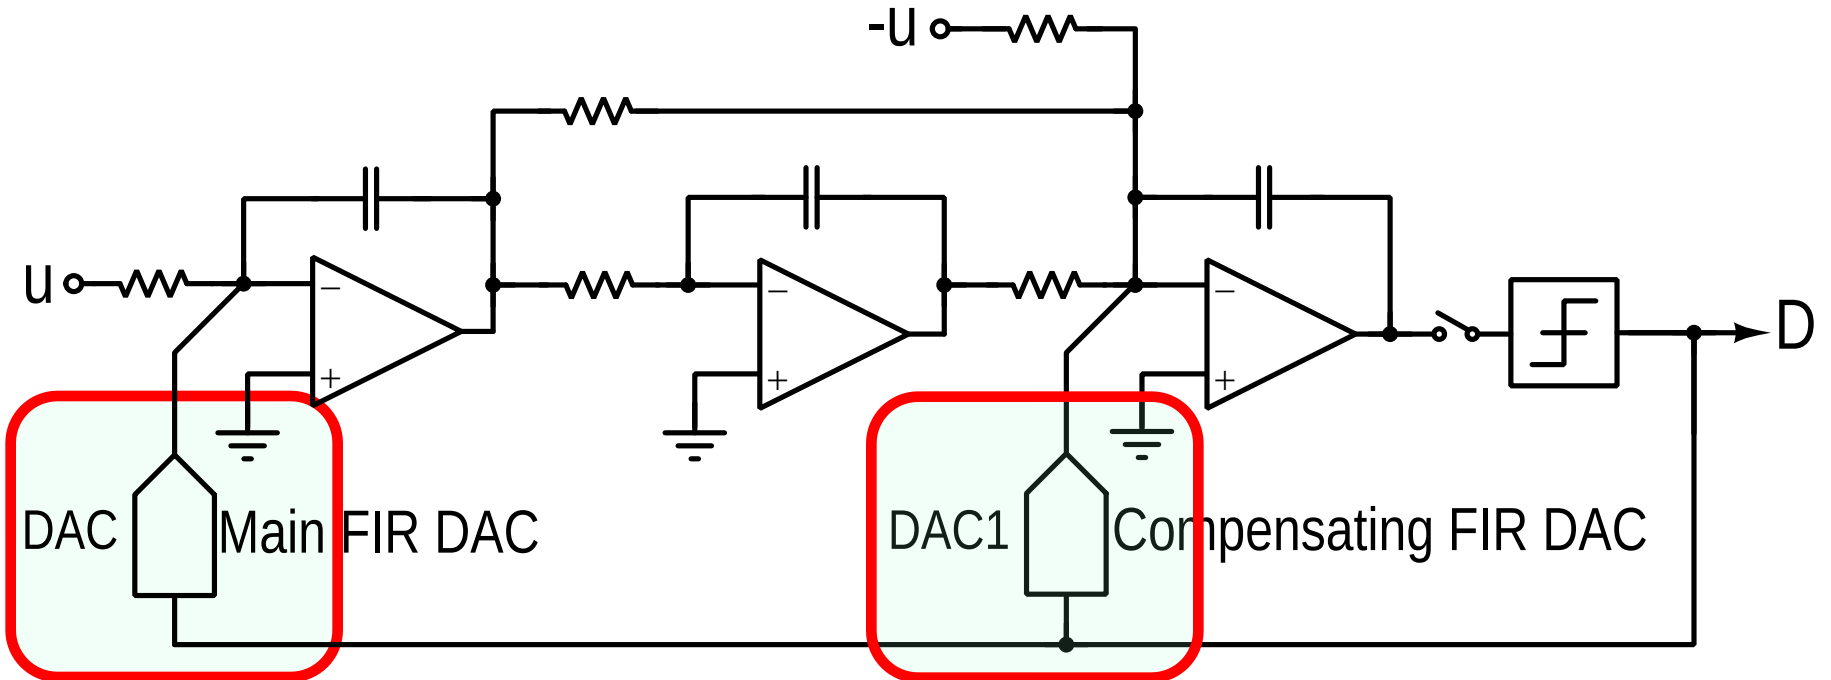 -u
u
D
DAC
Main FIR DAC
DAC1
Compensating FIR DAC